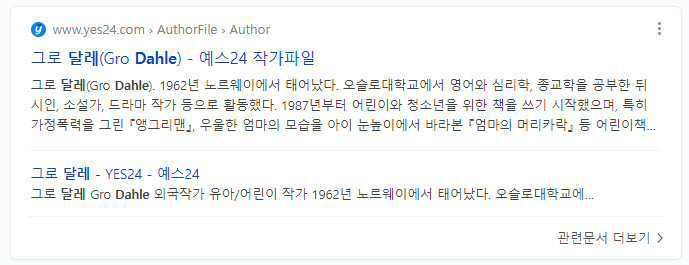 www.yes24.com › AuthorFile › Author
그로 달레(Gro Dahle) - 예스24 작가파일
그로 달레(Gro Dahle). 1962년 노르웨이에서 태어났다. 오슬로대학교에서 영어와 심리학, 종교학을 공부한 뒤
시인, 소설가, 드라마 작가 등으로 활동했다. 1987년부터 어린이와 청소년을 위한 책을 쓰기 시작했으며, 특히
가정폭력을 그린 『앵그리맨』, 우울한 엄마의 모습을 아이 눈높이에서 바라본 『엄마의 머리카락』 등 어린이책...
그로 달레 - YES24 - 예스24
그로 달레 Gro Dahle 외국작가 유아/어린이 작가 1962년 노르웨이에서 태어났다. 오슬로대학교에...
관련문서 더보기 >